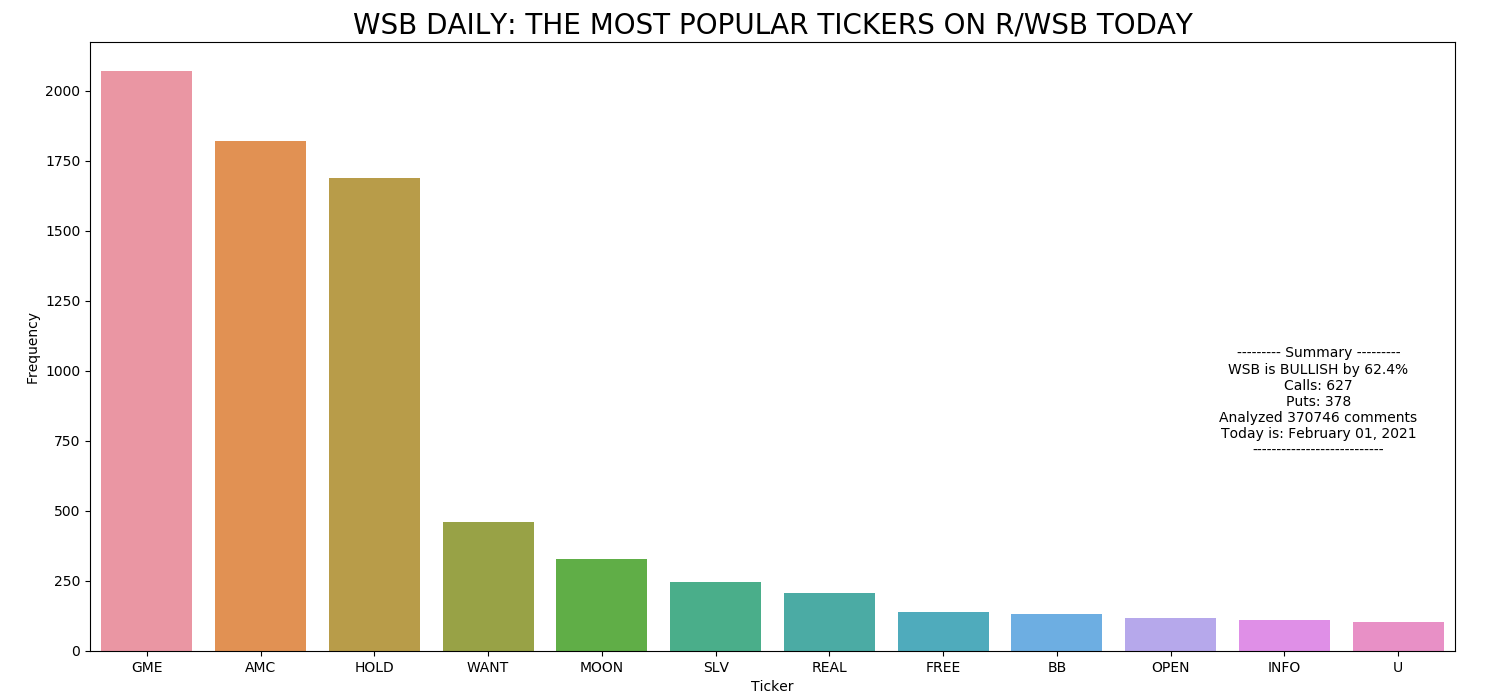 WSB DAILY: THE MOST POPULAR TICKERS ON R/WSB TODAY
Frequency
2000
1750
1500
1250
1000
750
500
250
0
--------- Summary ---------
WSB is BULLISH by 62.4%
Calls: 627
Puts: 378
Analyzed 370746 comments
Today is: February 01, 2021
---------------------------
GME AMC HOLD WANT MOON SLV REAL FREE BB OPEN INFO U
Ticker